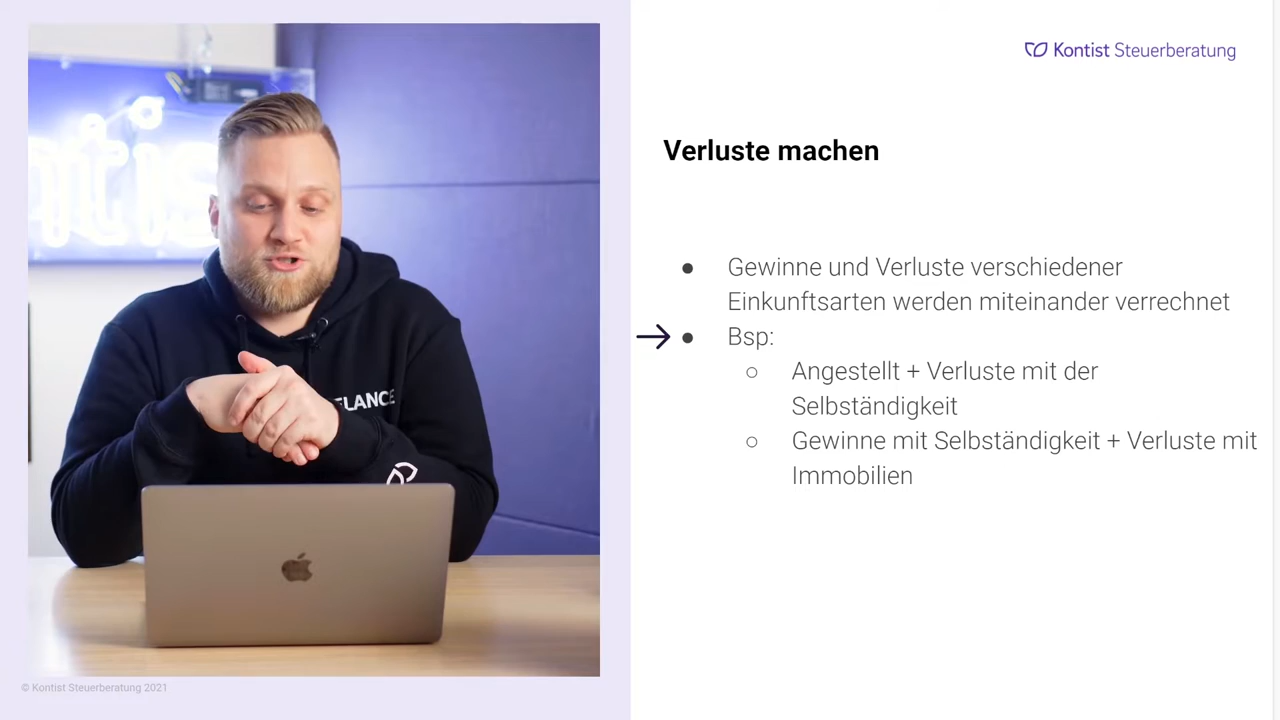 Kontist Steuerberatung
Verluste machen
● Gewinne und Verluste verschiedener
Einkunftsarten werden miteinander verrechnet
→ ● Bsp:
○ Angestellt + Verluste mit der
Selbständigkeit
○ Gewinne mit Selbständigkeit + Verluste mit
Immobilien
© Kontist Steuerberatung 2021